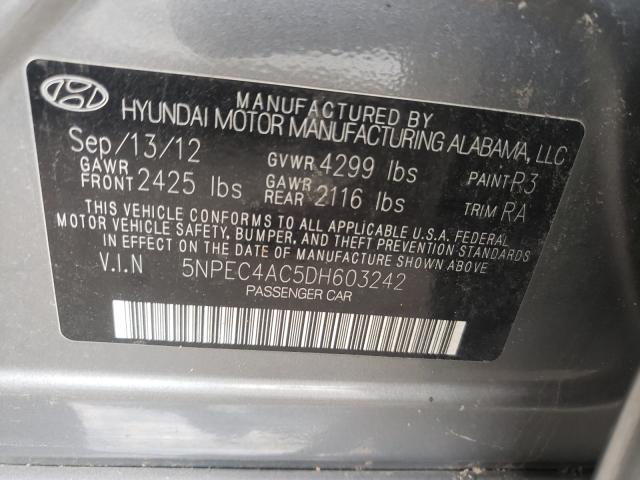 MANUFACTURED BY
HYUNDAI MOTOR MANUFACTURING ALABAMA, LLC
Sep/13/12 GVWR 4299 lbs PAINT R3
GAWR FRONT 2425 lbs GAWR REAR 2116 lbs TRIM RA
THIS VEHICLE CONFORMS TO ALL APPLICABLE U.S.A. FEDERAL
MOTOR VEHICLE SAFETY, BUMPER, AND THEFT PREVENTION STANDARDS
IN EFFECT ON THE DATE OF MANUFACTURE SHOWN ABOVE.
V.I.N 5NPEC4AC5DH603242
PASSENGER CAR